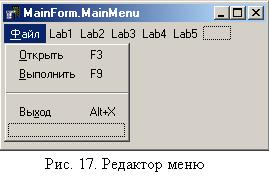 MainForm.MainMenu
Файл Lab1 Lab2 Lab3 Lab4 Lab5
Открыть F3
Выполнить F9
Выход Alt+X
Рис. 17. Редактор меню